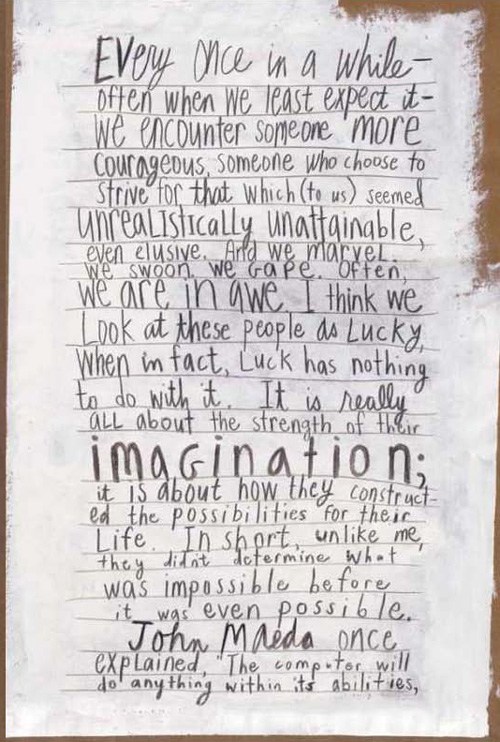 EVery Once in a while-
often when we least expect it-
we encounter someone more
courageous, someone who choose to
strive for that which (to us) seemed
unreaListicaLLy unattainable,
even elusive. And we marveL.
we swoon. we GaPe. Often,
we are in awe. I think we
Look at these people as Lucky,
when in fact, Luck has nothing
to do with it. It is really
aLL about the strength of their
imaGination;
it is about how they construct-
ed the possibilities for their
Life. In short, unlike me,
they didnt determine what
was impossible before
it was even possible.
John Maeda once
expLained, "The computer will
do anything within its abilities,